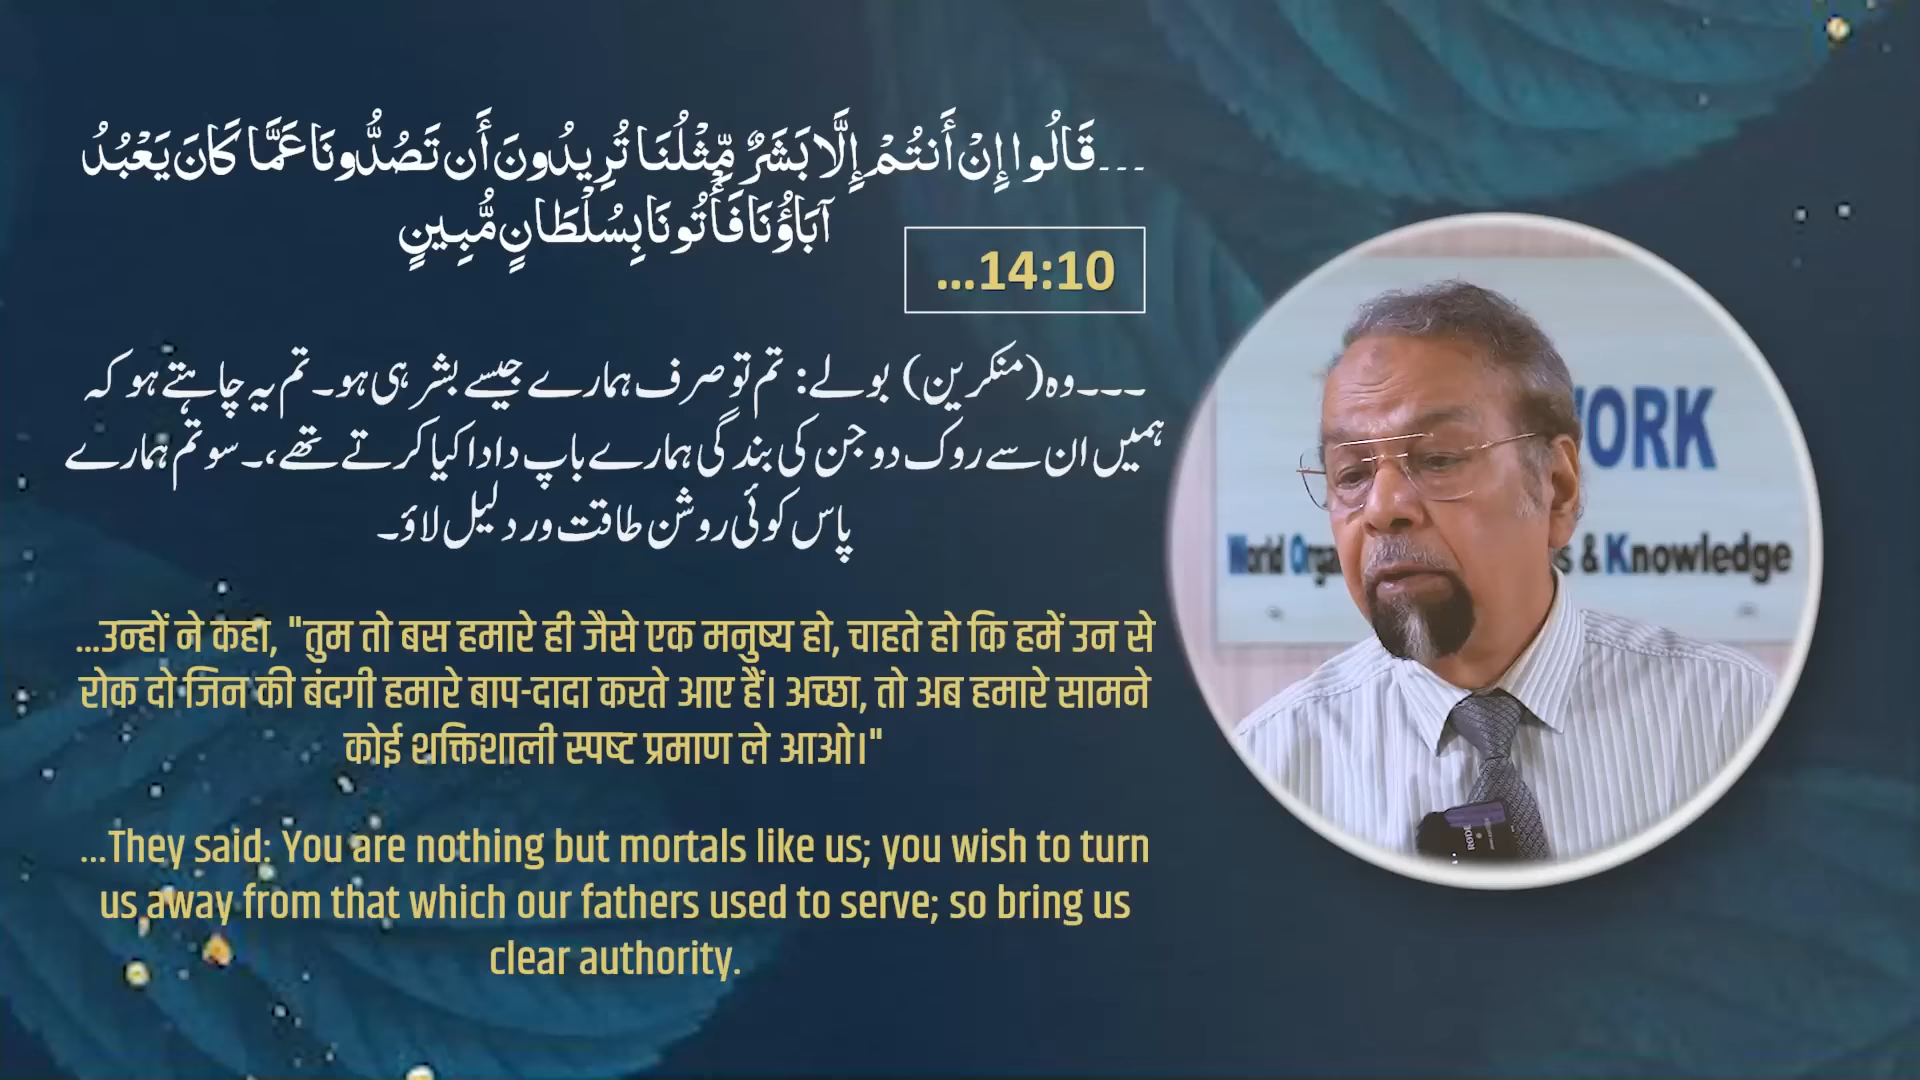 ۔۔۔قَالُوا إِنْ أَنتُمْ إِلَّا بَشَرٌ مِّثْلُنَا تُرِيدُونَ أَن تَصُدُّونَا عَمَّا كَانَ يَعْبُدُ
آبَاؤُنَا فَأْتُونَا بِسُلْطَانٍ مُّبِينٍ
...14:10
۔۔۔وہ(منکرین) بولے: تم تو صرف ہمارے جیسے بشر ہی ہو۔ تم یہ چاہتے ہو کہ
ہمیں ان سے روک دو جن کی بندگی ہمارے باپ دادا کیا کرتے تھے،۔ سو تم ہمارے
پاس کوئی روشن طاقت ور دلیل لاؤ۔
...उन्हों ने कहा, "तुम तो बस हमारे ही जैसे एक मनुष्य हो, चाहते हो कि हमें उन से
रोक दो जिन की बंदगी हमारे बाप-दादा करते आए हैं। अच्छा, तो अब हमारे सामने
कोई शक्तिशाली स्पष्ट प्रमाण ले आओ।"
...They said: You are nothing but mortals like us; you wish to turn
us away from that which our fathers used to serve; so bring us
clear authority.
ORK
World Orga s & Knowledge
RODE